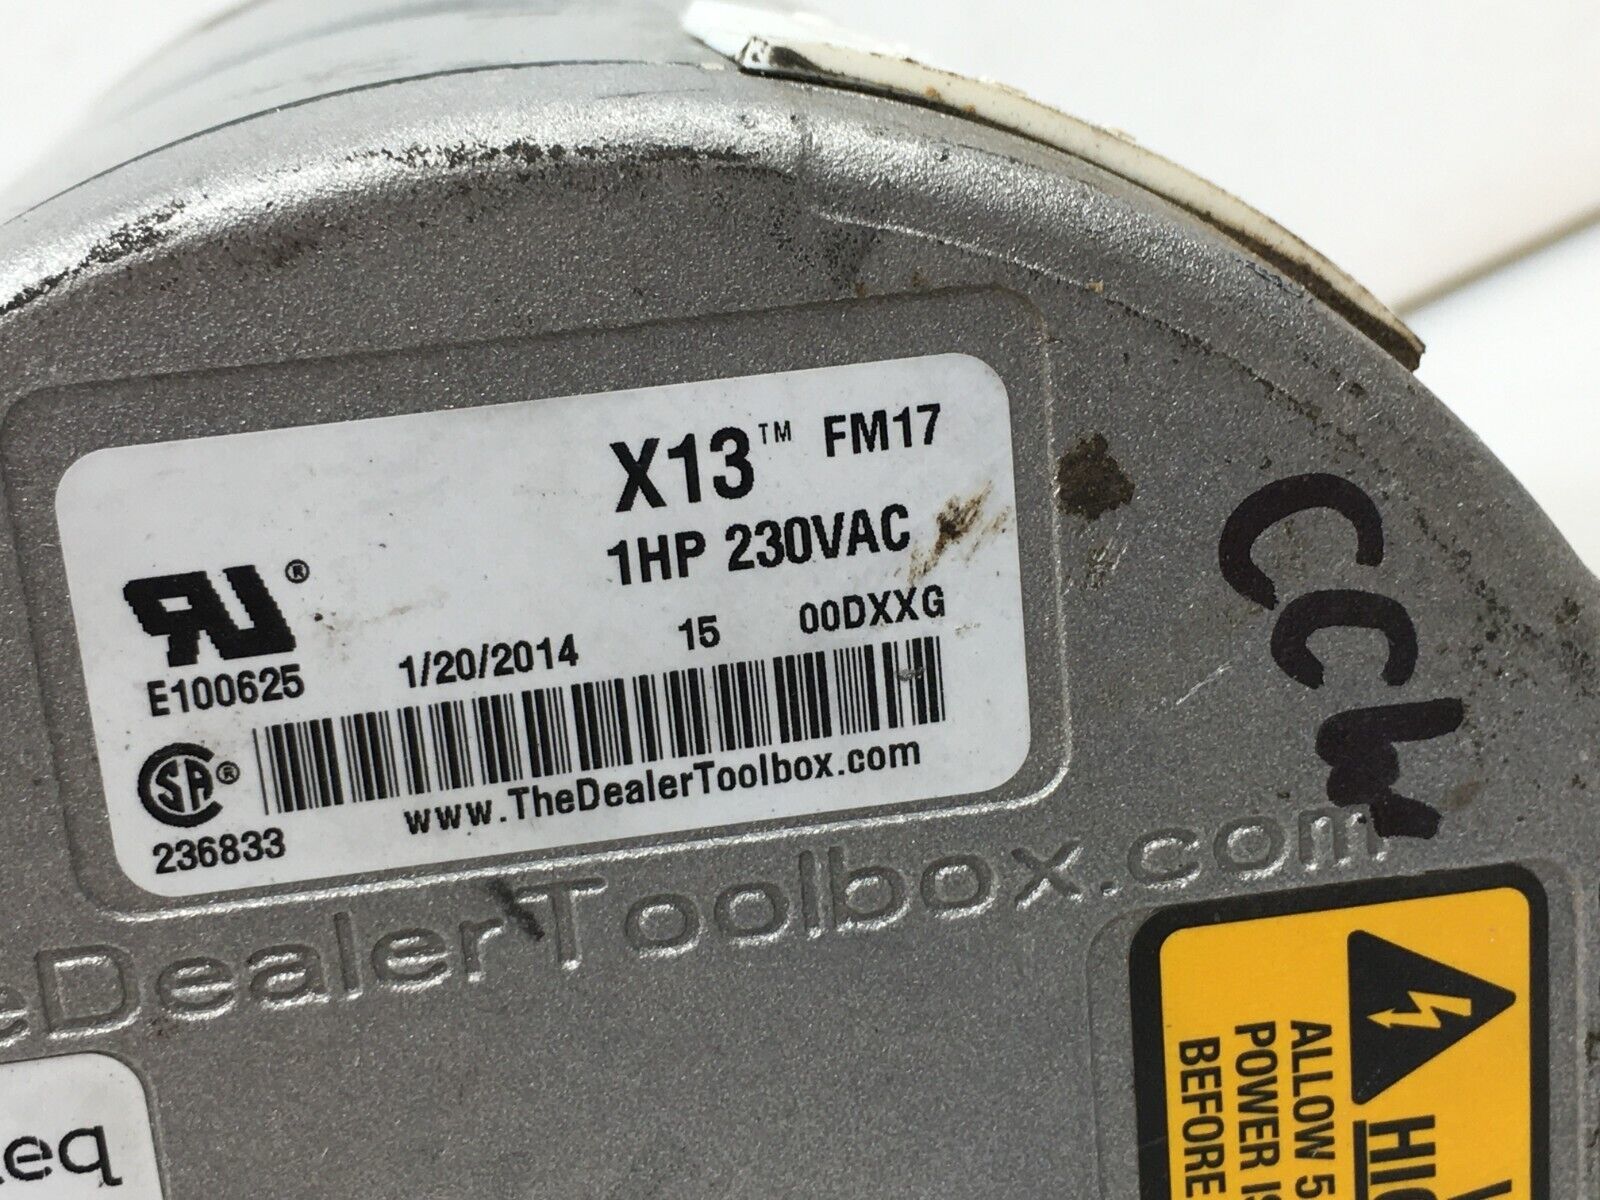 X13™ FM17
1HP 230VAC
®
E100625
1/20/2014 15 00DXXG
SA®
236833
www.TheDealerToolbox.com
eDealerToolbox.com
CCW
ALLOW 5
POWER IS
BEFORE
eq